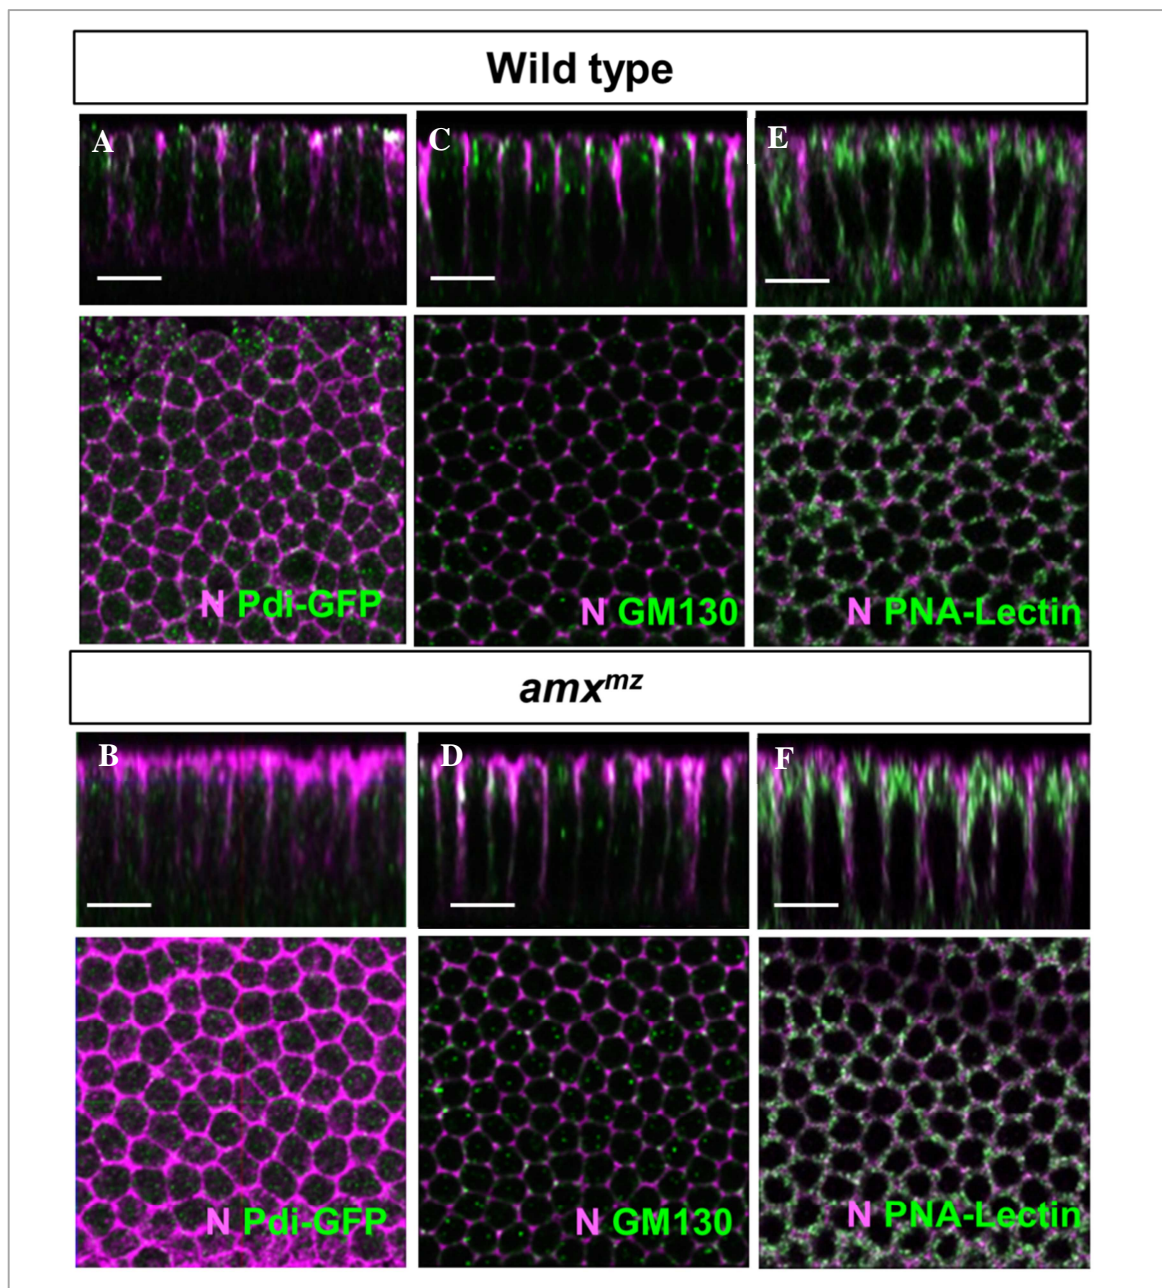 Wild type
A
C
E
N Pdi-GFP
N GM130
N PNA-Lectin
amxmz
B
D
F
N Pdi-GFP
N GM130
N PNA-Lectin